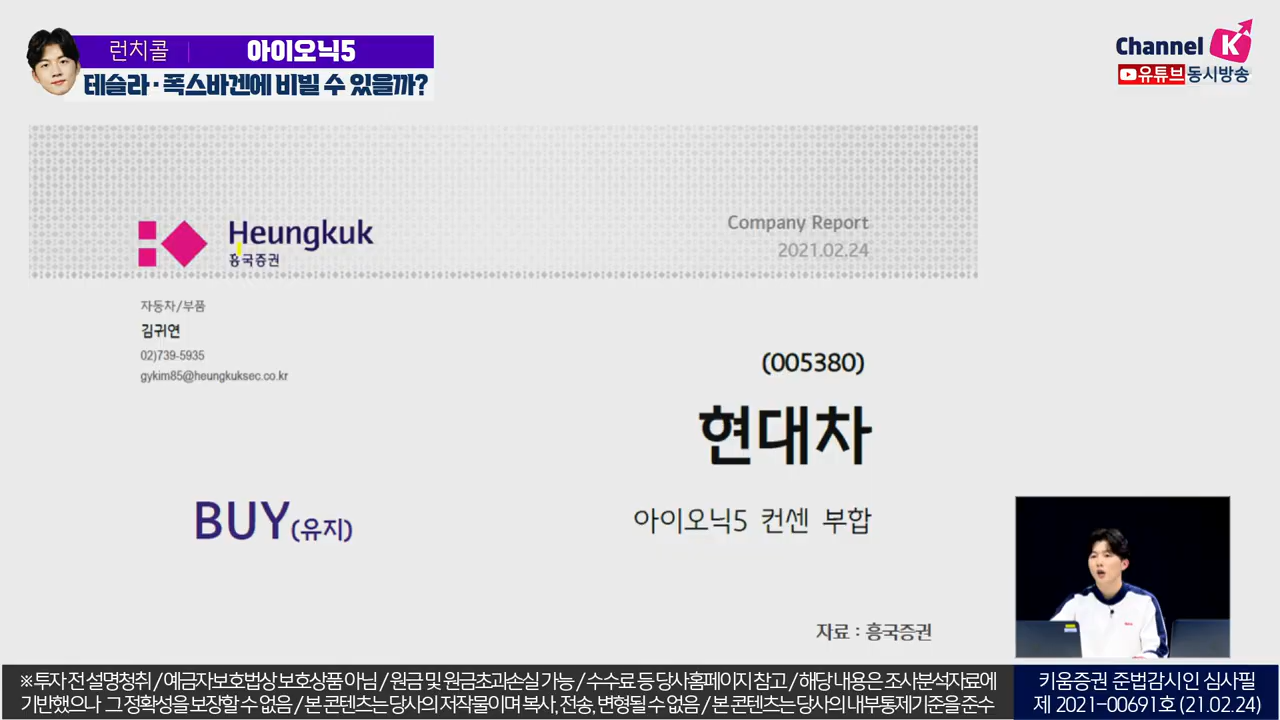 런치콜 | 아이오닉5
테슬라·폭스바겐에 비빌 수 있을까?
Channel K
유튜브동시방송
Heungkuk
흥국증권
Company Report
2021.02.24
자동차/부품
김귀연
02)739-5935
gykim85@heungkuksec.co.kr
(005380)
현대차
BUY(유지)
아이오닉5 컨센 부합
자료 : 흥국증권
※투자 전 설명청취 / 예금자보호법상 보호상품 아님 / 원금 및 원금초과손실 가능 / 수수료 등 당사홈페이지 참고 / 해당 내용은 조사분석자료에
기반했으나 그 정확성을 보장할 수 없음 / 본 콘텐츠는 당사의 저작물이며 복사, 전송, 변형될 수 없음 / 본 콘텐츠는 당사의 내부통제기준을 준수
키움증권 준법감시인 심사필
제 2021-00691호 (21.02.24)